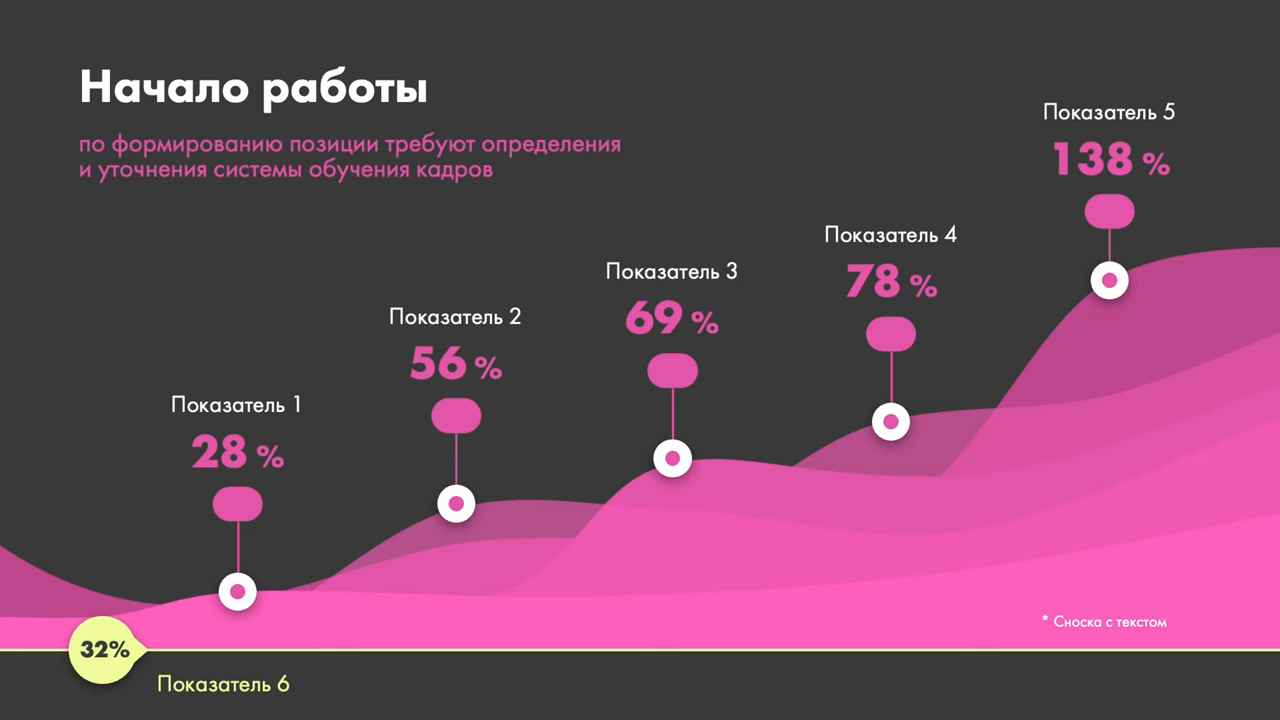 Начало работы
по формированию позиции требуют определения
и уточнения системы обучения кадров
Показатель 1
28 %
Показатель 2
56 %
Показатель 3
69 %
Показатель 4
78 %
Показатель 5
138 %
* Сноска с текстом
32%
Показатель 6